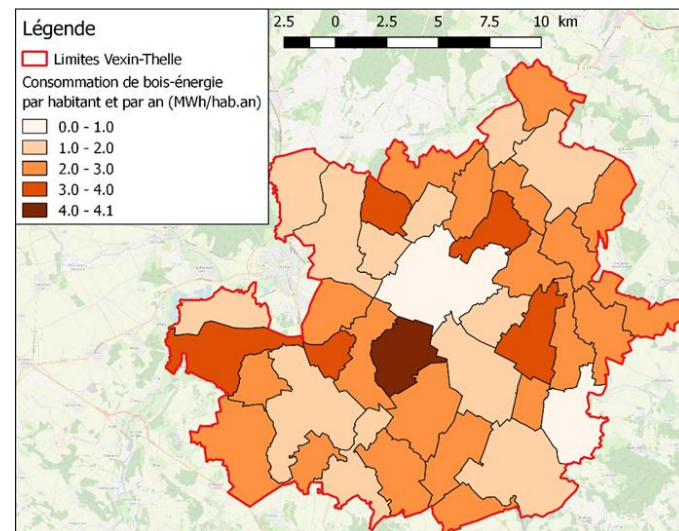 Légende
Limites Vexin-Thelle
Consommation de bois-énergie
par habitant et par an (MWh/hab.an)
0.0 - 1.0
1.0 - 2.0
2.0 - 3.0
3.0 - 4.0
4.0 - 4.1
2.5 0 2.5 5 7.5 10 km